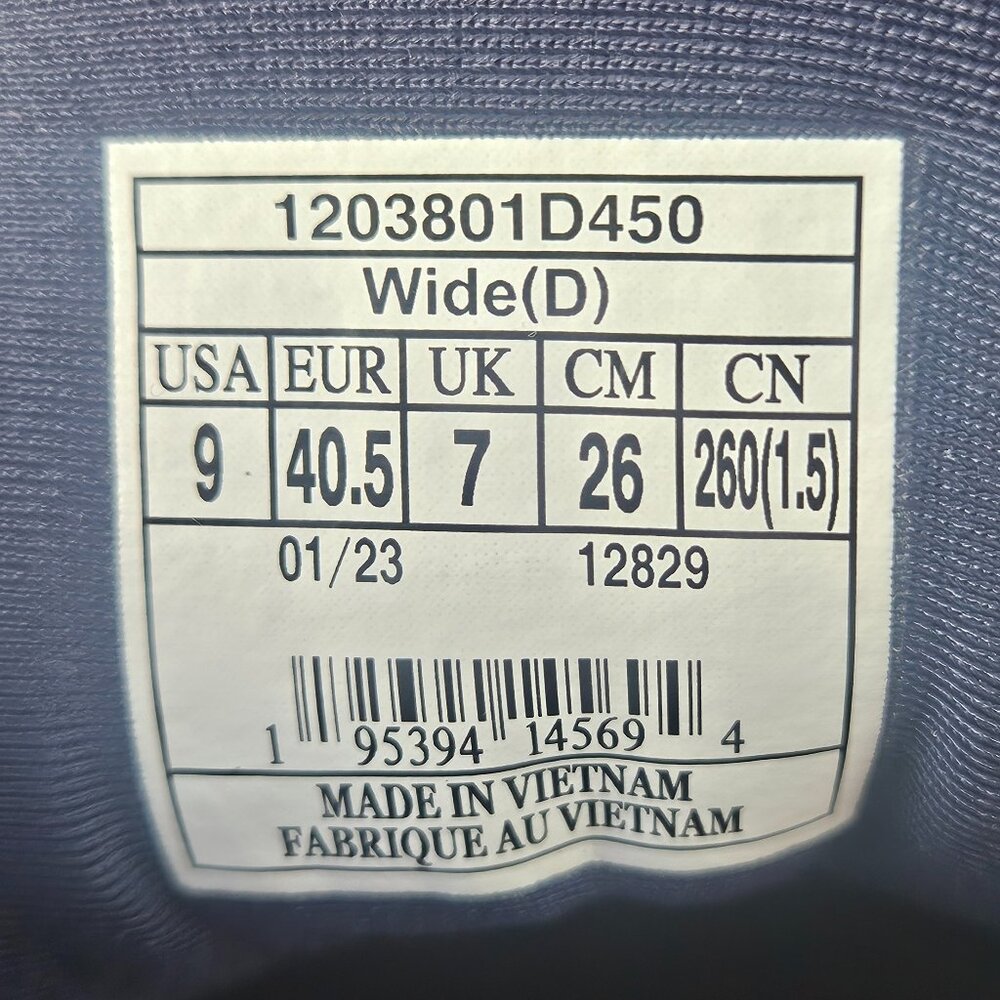 1203801D450
Wide(D)
USA EUR UK CM CN
9 40.5 7 26 260(1.5)
01/23 12829
1 95394 14569 4
MADE IN VIETNAM
FABRIQUE AU VIETNAM